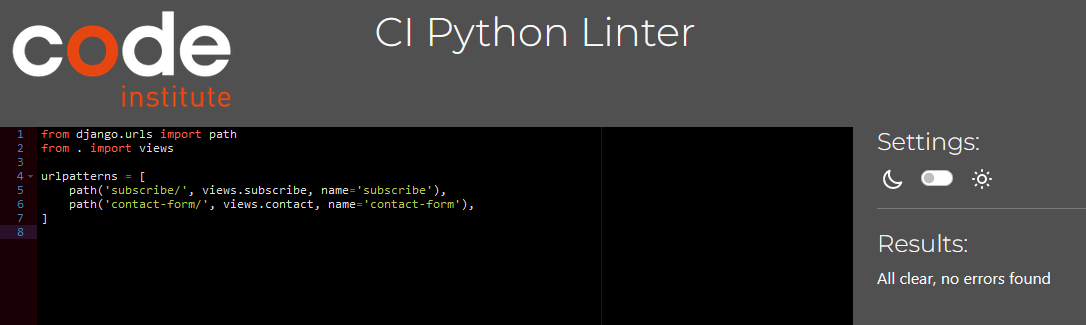 code
institute
CI Python Linter
1 from django.urls import path
2 from . import views
3
4 urlpatterns = [
5     path('subscribe/', views.subscribe, name='subscribe'),
6     path('contact-form/', views.contact, name='contact-form'),
7 ]
8
Settings:
Results:
All clear, no errors found